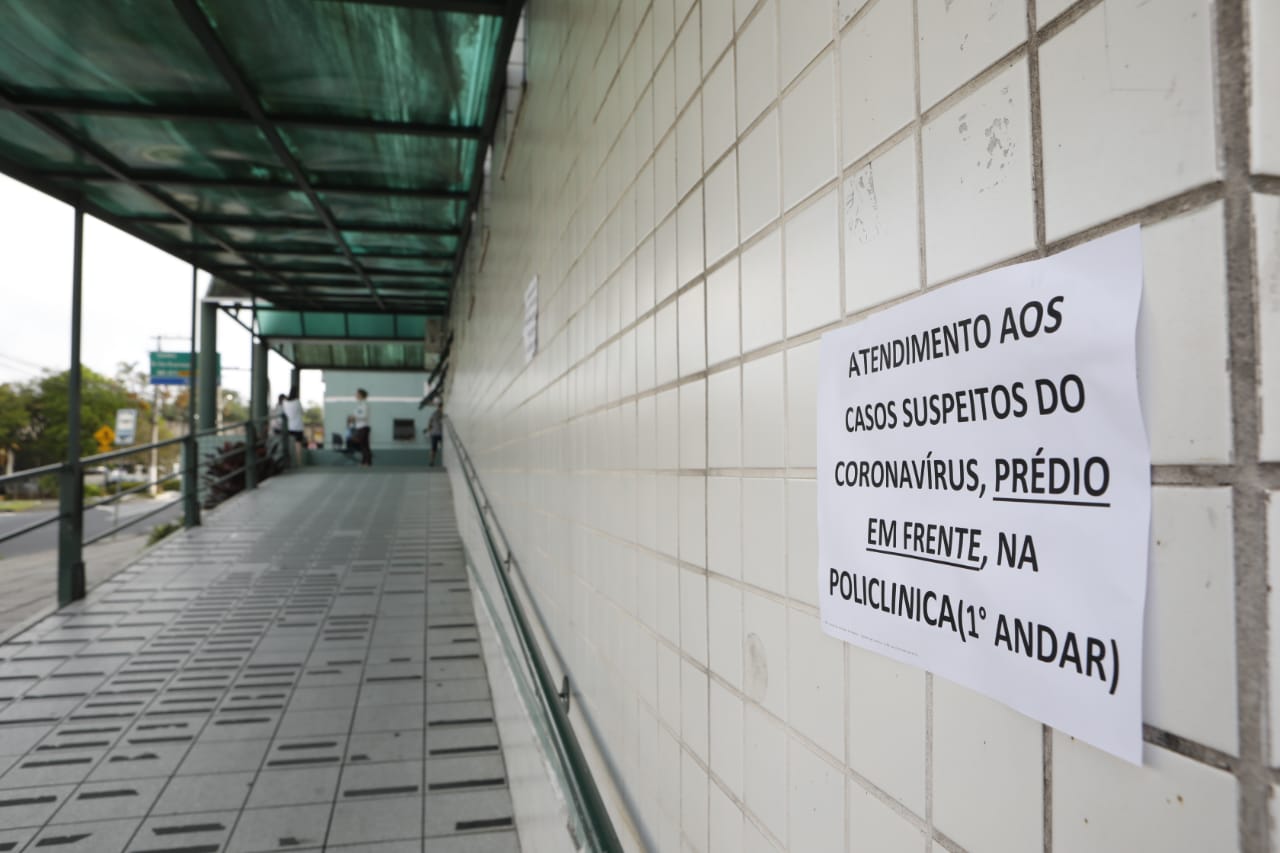 ATENDIMENTO AOS
CASOS SUSPEITOS DO
CORONAVÍRUS, PRÉDIO
EM FRENTE, NA
POLICLINICA(1° ANDAR)